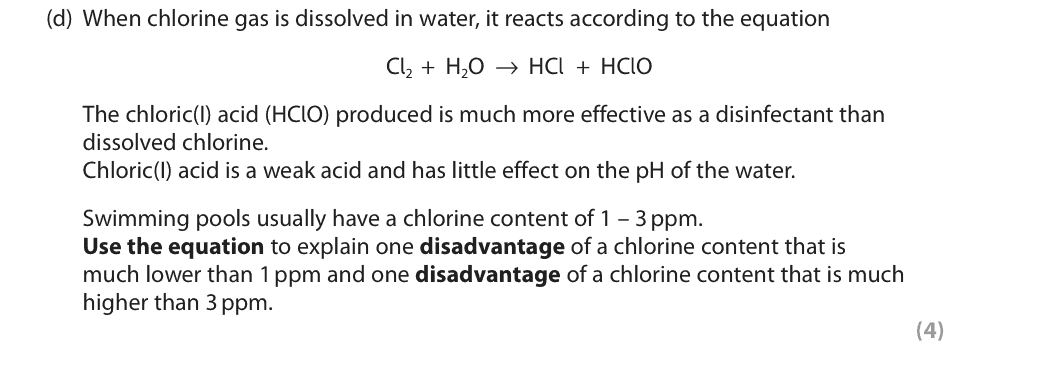 (d) When chlorine gas is dissolved in water, it reacts according to the equation
Cl₂ + H₂O → HCl + HClO
The chloric(I) acid (HClO) produced is much more effective as a disinfectant than
dissolved chlorine.
Chloric(I) acid is a weak acid and has little effect on the pH of the water.
Swimming pools usually have a chlorine content of 1 – 3 ppm.
Use the equation to explain one disadvantage of a chlorine content that is
much lower than 1 ppm and one disadvantage of a chlorine content that is much
higher than 3 ppm.
(4)